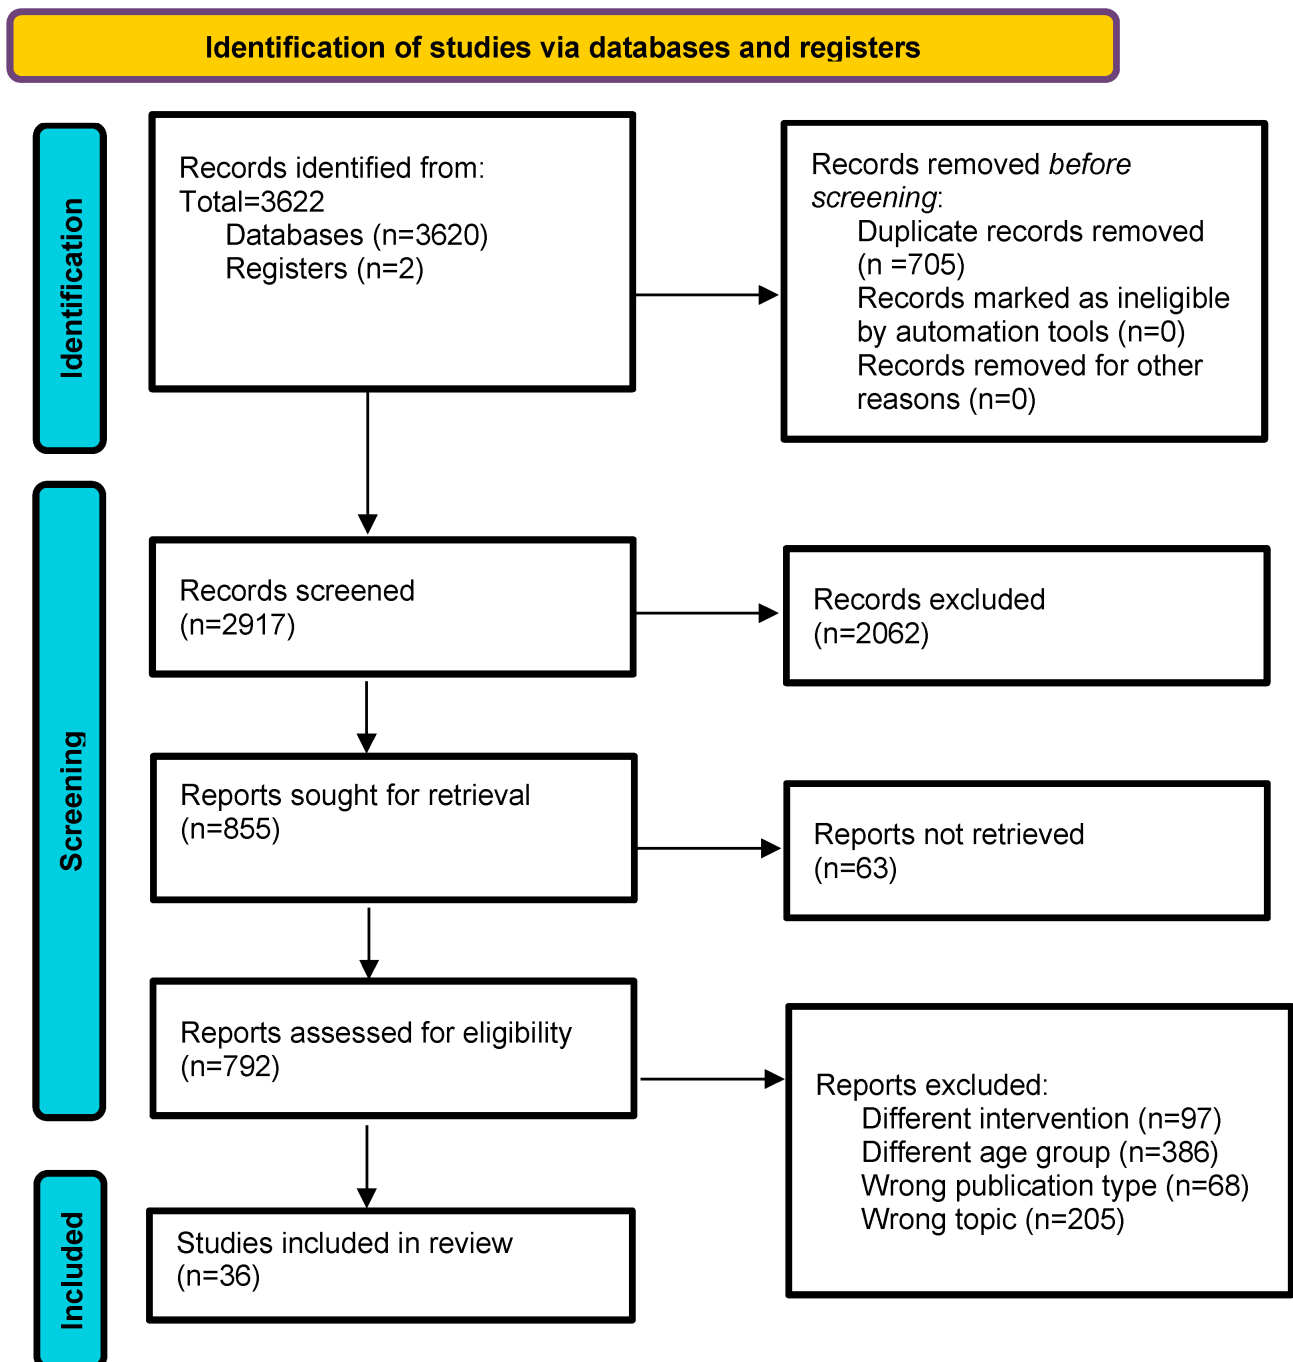 Identification of studies via databases and registers
Identification
Records identified from:
Total=3622
Databases (n=3620)
Registers (n=2)
Records removed before
screening:
Duplicate records removed
(n =705)
Records marked as ineligible
by automation tools (n=0)
Records removed for other
reasons (n=0)
Screening
Records screened
(n=2917)
Records excluded
(n=2062)
Reports sought for retrieval
(n=855)
Reports not retrieved
(n=63)
Reports assessed for eligibility
(n=792)
Reports excluded:
Different intervention (n=97)
Different age group (n=386)
Wrong publication type (n=68)
Wrong topic (n=205)
Included
Studies included in review
(n=36)